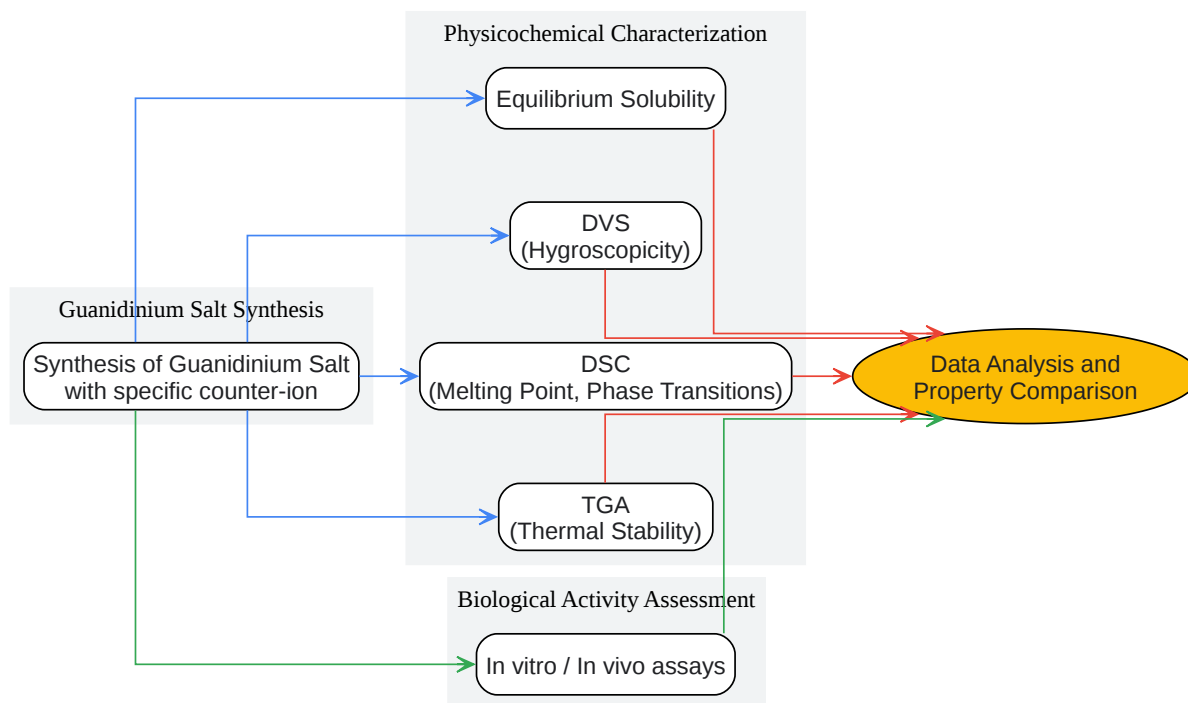 Physicochemical Characterization
Equilibrium Solubility
DVS
(Hygroscopicity)
Guanidinium Salt Synthesis
Synthesis of Guanidinium Salt
with specific counter-ion
DSC
(Melting Point, Phase Transitions)
Data Analysis and
Property Comparison
TGA
(Thermal Stability)
Biological Activity Assessment
In vitro / In vivo assays